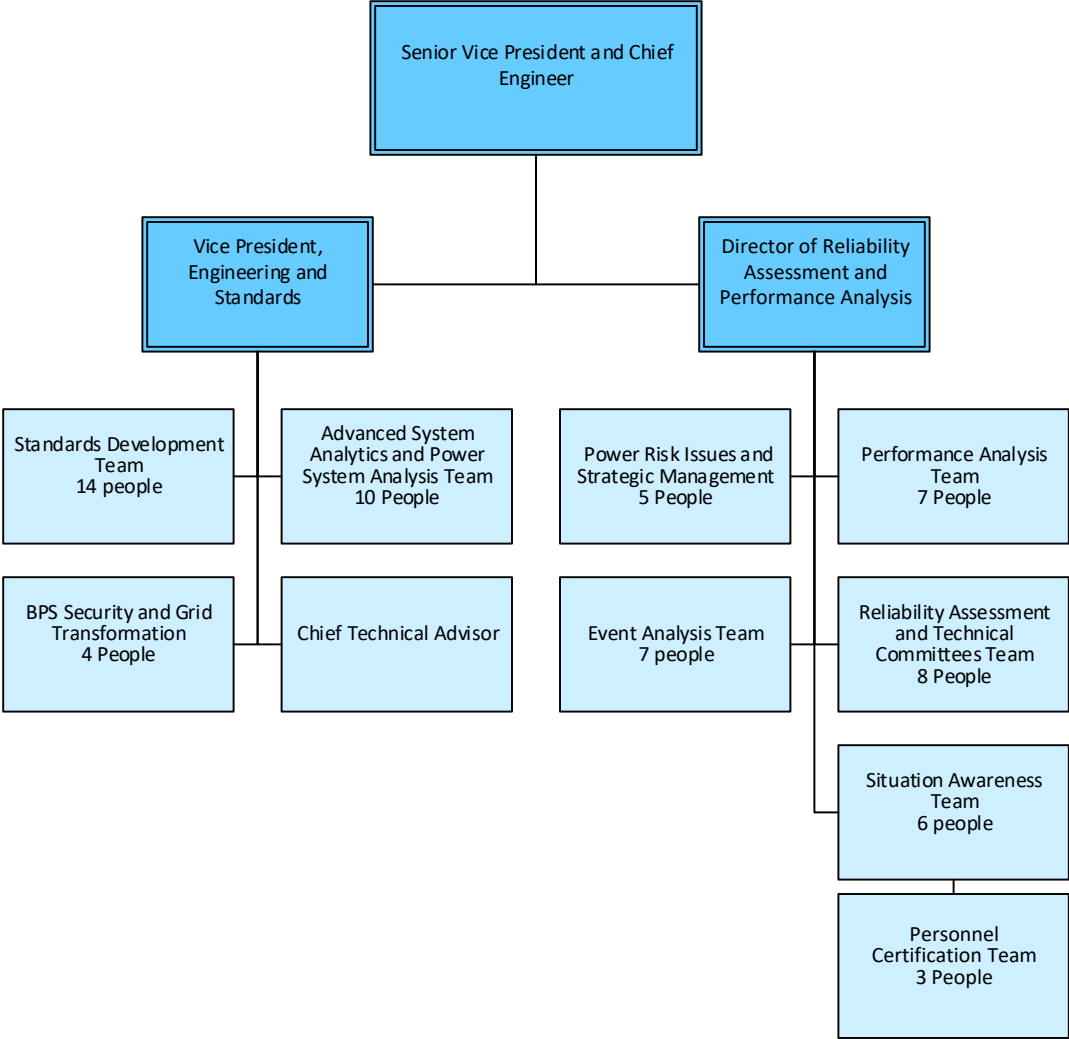 Senior Vice President and Chief
Engineer
Vice President,
Engineering and
Standards
Director of Reliability
Assessment and
Performance Analysis
Standards Development
Team
14 people
Advanced System
Analytics and Power
System Analysis Team
10 People
Power Risk Issues and
Strategic Management
5 People
Performance Analysis
Team
7 People
BPS Security and Grid
Transformation
4 People
Chief Technical Advisor
Event Analysis Team
7 people
Reliability Assessment
and Technical
Committees Team
8 People
Situation Awareness
Team
6 people
Personnel
Certification Team
3 People